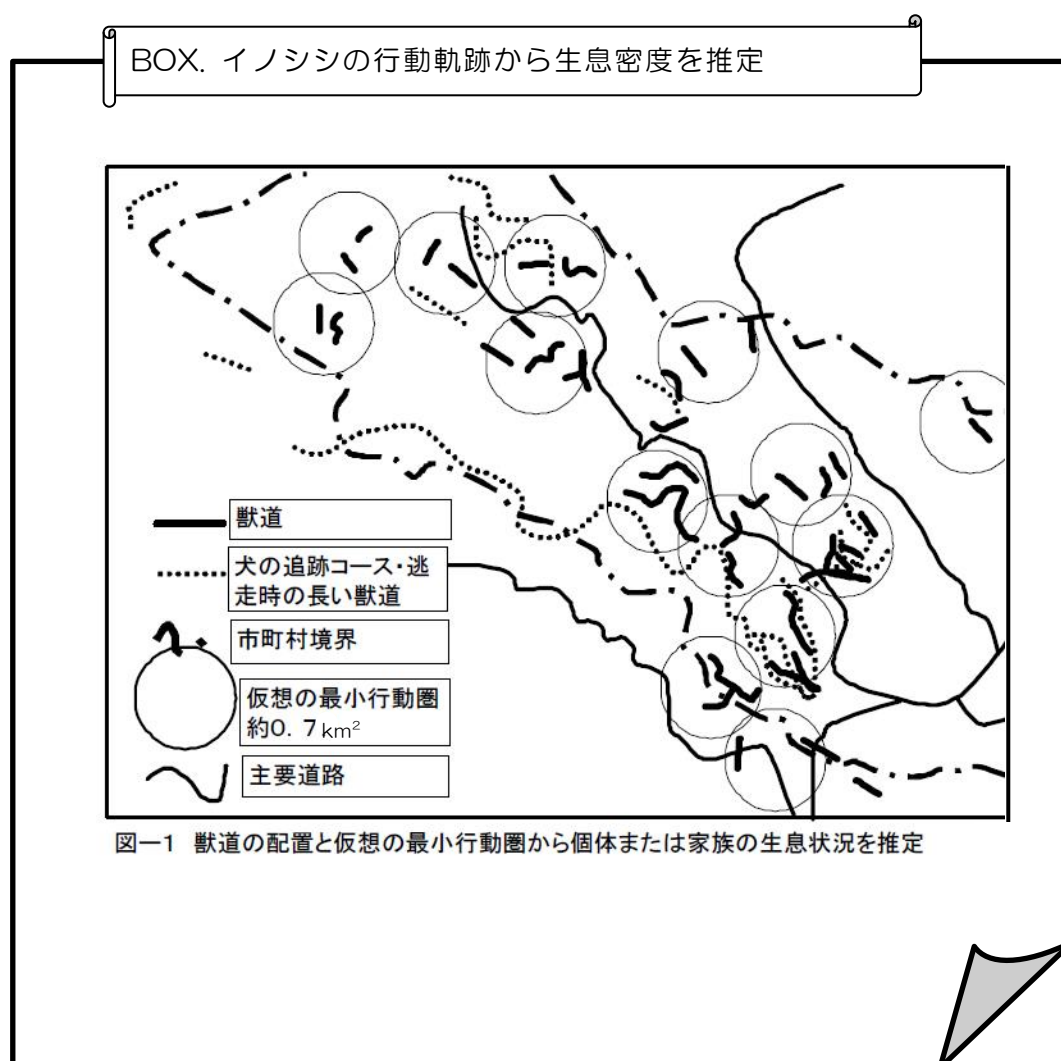 BOX. イノシシの行動軌跡から生息密度を推定
獣道
犬の追跡コース・逃
走時の長い獣道
市町村境界
仮想の最小行動圏
約0. 7km²
主要道路
図ー1 獣道の配置と仮想の最小行動圏から個体または家族の生息状況を推定